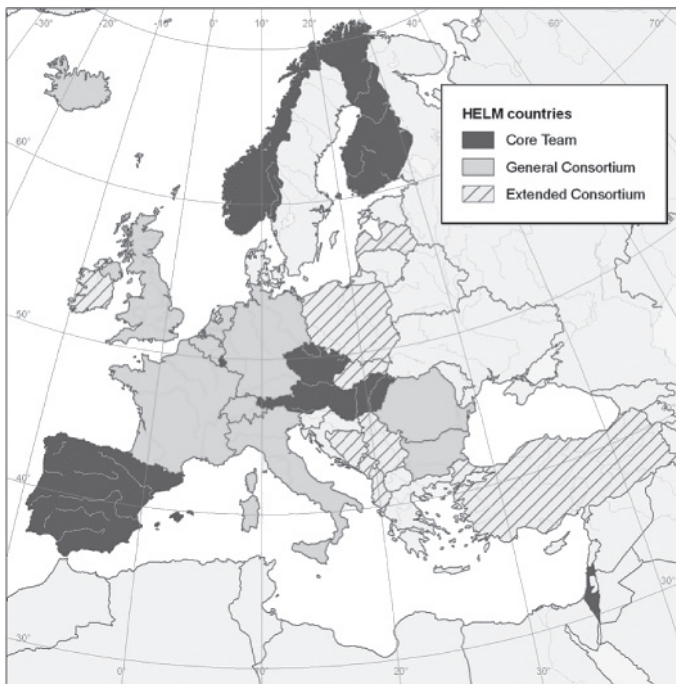 -30° -20° -10° 0° 10° 20° 30° 40° 50° 60° 70°
60°
50°
40°
30°
HELM countries
Core Team
General Consortium
Extended Consortium
40°
30°
0° 10° 20° 30°